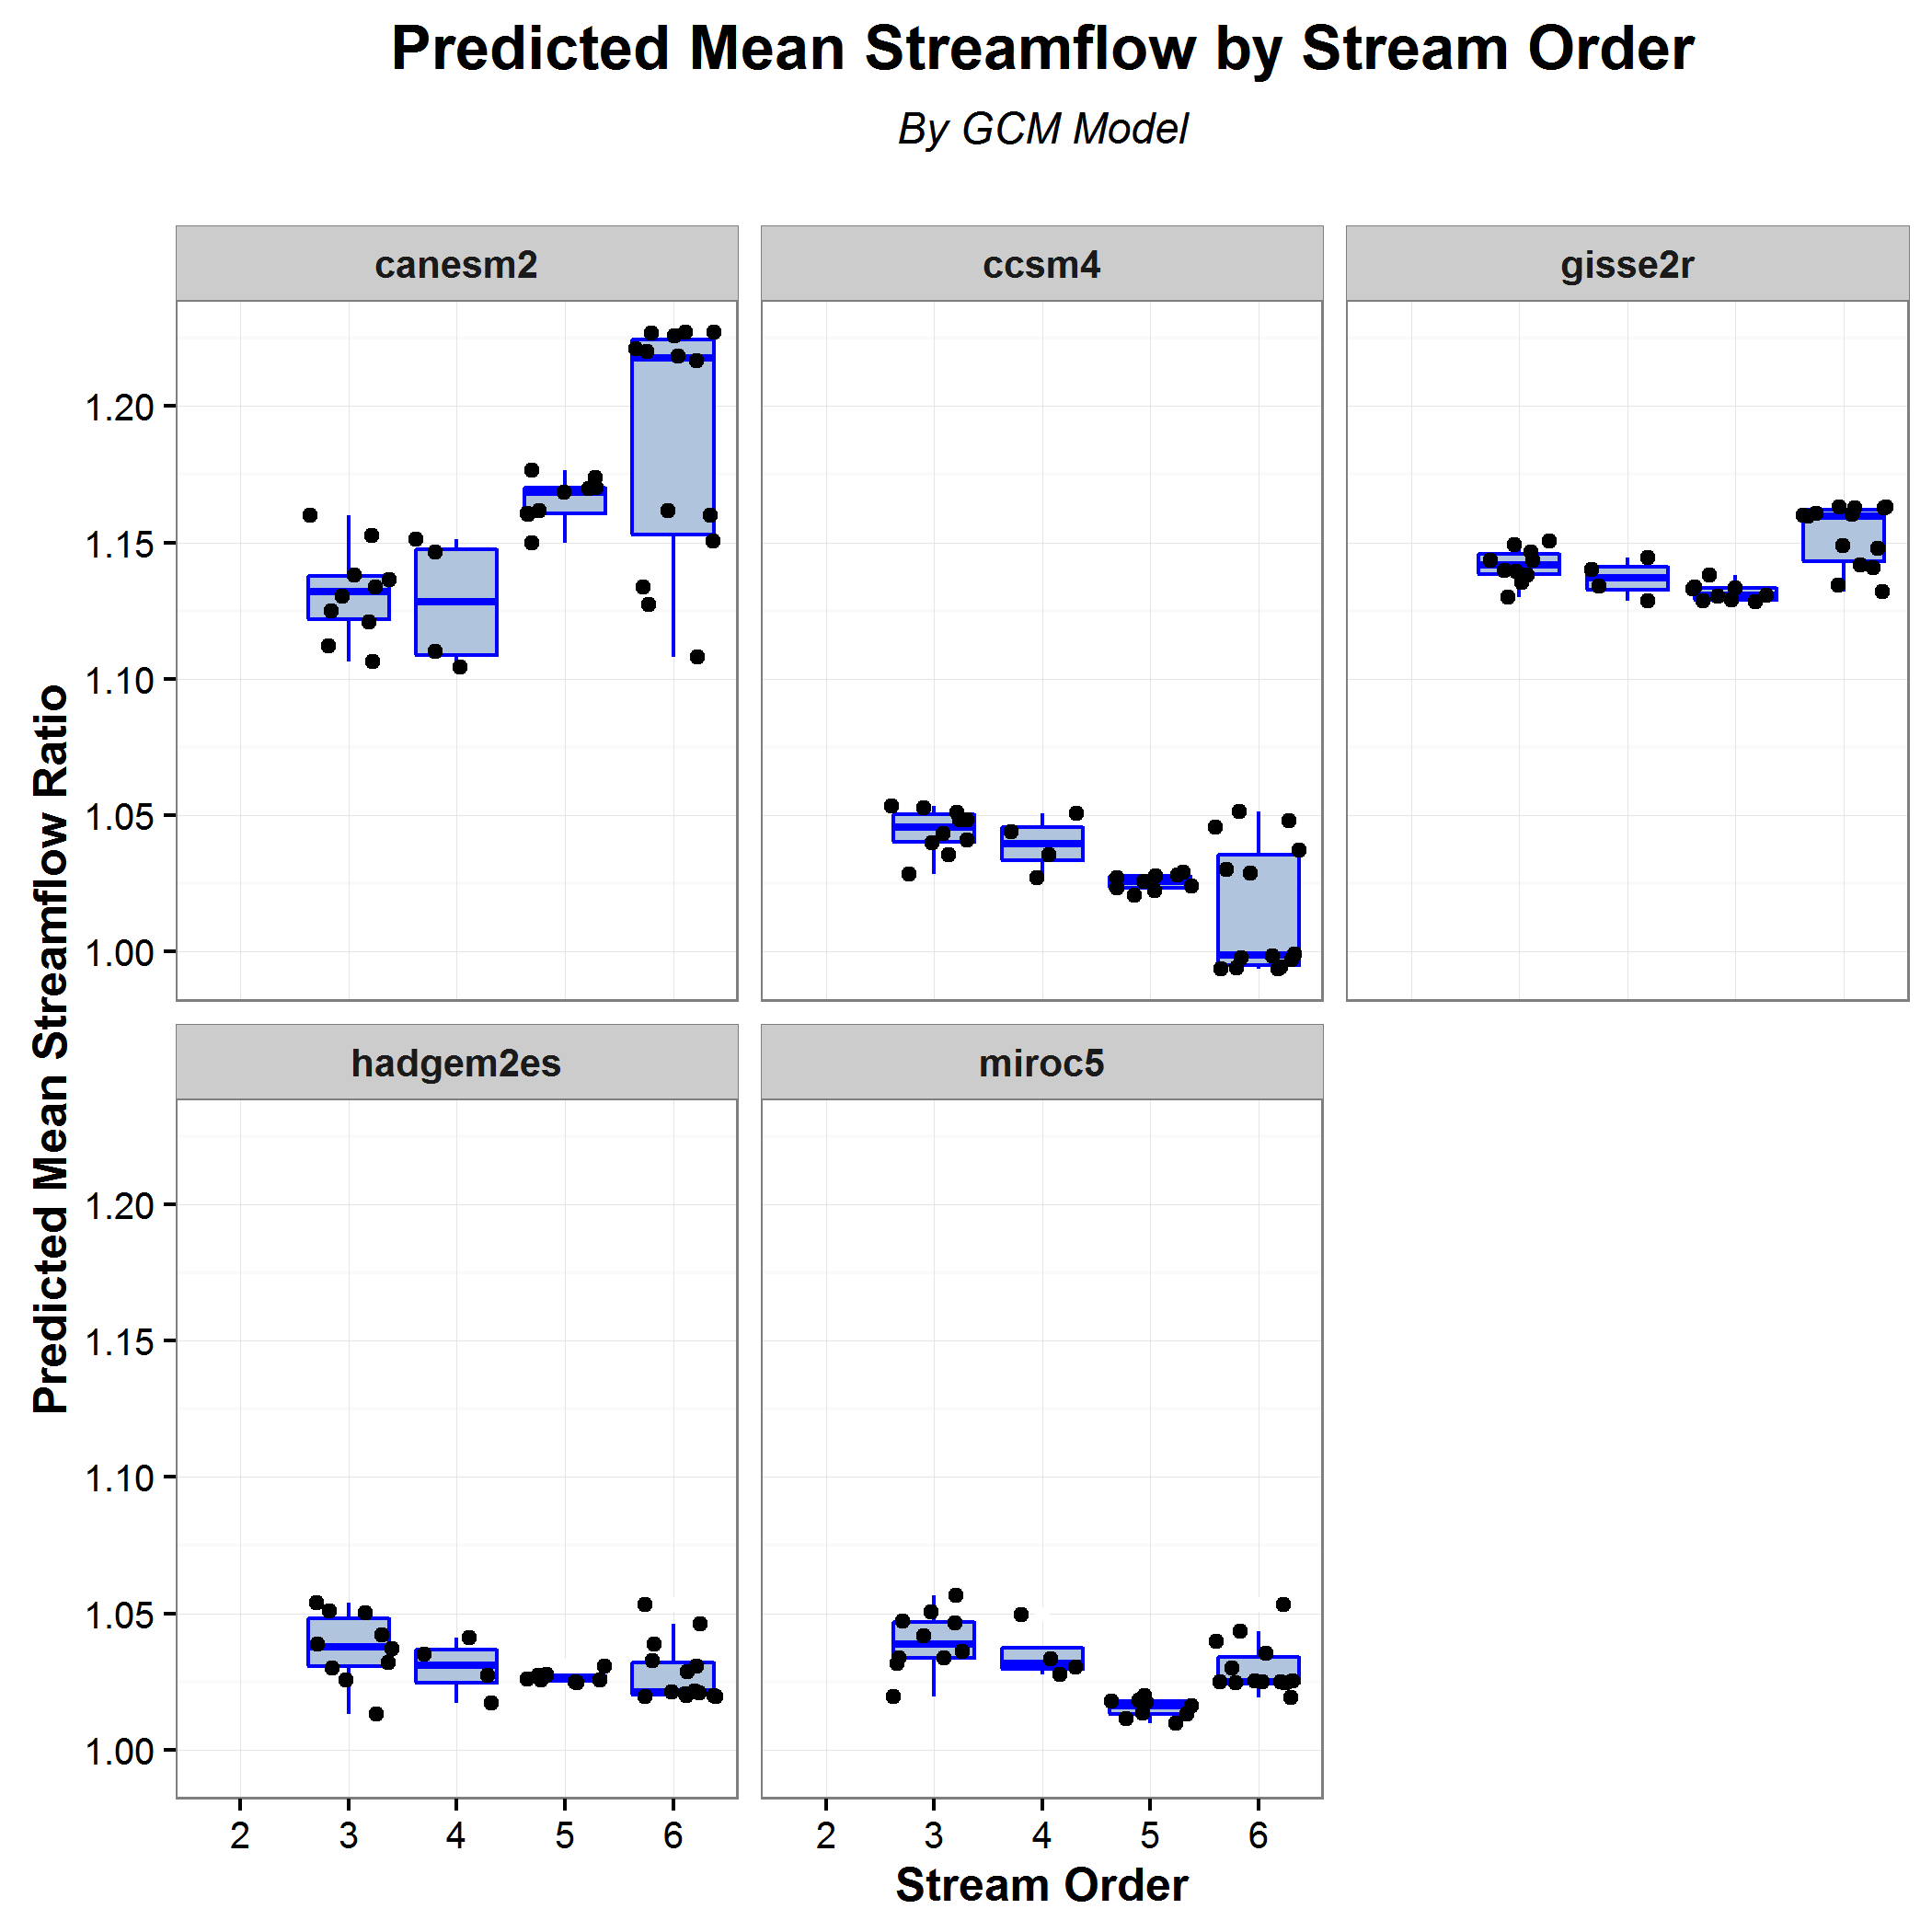 Predicted Mean Streamflow by Stream Order
By GCM Model
canesm2
ccsm4
gisse2r
1.20
1.15
1.10
1.05
1.00
Predicted Mean Streamflow Ratio
hadgem2es
miroc5
1.20
1.15
1.10
1.05
1.00
2 3 4 5 6
2 3 4 5 6
Stream Order